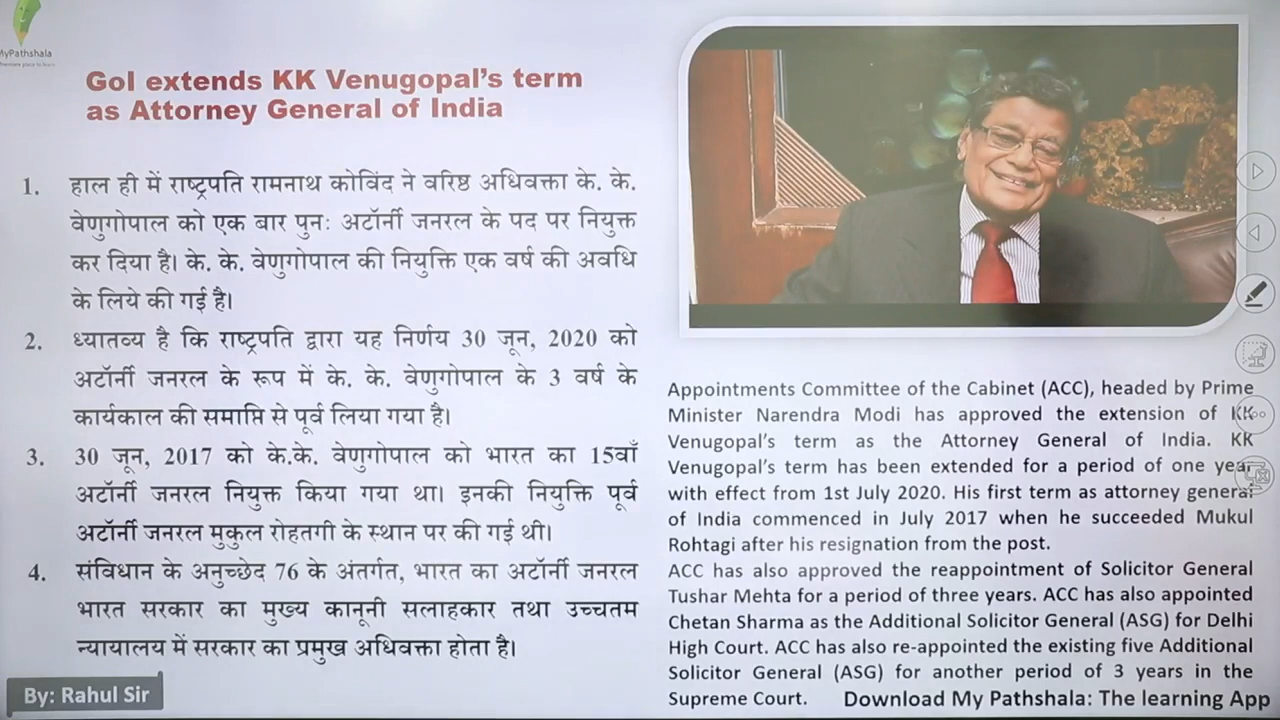 MyPathshala
GoI extends KK Venugopal's term
as Attorney General of India
1. हाल ही में राष्ट्रपति रामनाथ कोविंद ने वरिष्ठ अधिवक्ता के. के.
वेणुगोपाल को एक बार पुनः अटॉर्नी जनरल के पद पर नियुक्त
कर दिया है। के. के. वेणुगोपाल की नियुक्ति एक वर्ष की अवधि
के लिये की गई है।
2. ध्यातव्य है कि राष्ट्रपति द्वारा यह निर्णय 30 जून, 2020 को
अटॉर्नी जनरल के रूप में के. के. वेणुगोपाल के 3 वर्ष के
कार्यकाल की समाप्ति से पूर्व लिया गया है।
3. 30 जून, 2017 को के.के. वेणुगोपाल को भारत का 15वाँ
अटॉर्नी जनरल नियुक्त किया गया था। इनकी नियुक्ति पूर्व
अटॉर्नी जनरल मुकुल रोहतगी के स्थान पर की गई थी।
4. संविधान के अनुच्छेद 76 के अंतर्गत, भारत का अटॉर्नी जनरल
भारत सरकार का मुख्य कानूनी सलाहकार तथा उच्चतम
न्यायालय में सरकार का प्रमुख अधिवक्ता होता है।
By: Rahul Sir
Appointments Committee of the Cabinet (ACC), headed by Prime
Minister Narendra Modi has approved the extension of KK
Venugopal's term as the Attorney General of India. KK
Venugopal's term has been extended for a period of one year
with effect from 1st July 2020. His first term as attorney general
of India commenced in July 2017 when he succeeded Mukul
Rohtagi after his resignation from the post.
ACC has also approved the reappointment of Solicitor General
Tushar Mehta for a period of three years. ACC has also appointed
Chetan Sharma as the Additional Solicitor General (ASG) for Delhi
High Court. ACC has also re-appointed the existing five Additional
Solicitor General (ASG) for another period of 3 years in the
Supreme Court.
Download My Pathshala: The learning App